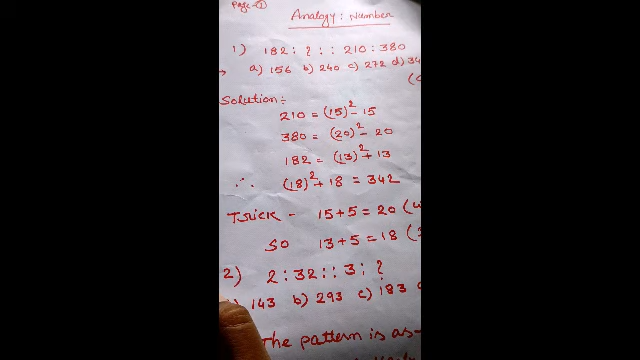 Page-①
Analogy: Number
1) 182 : ? : : 210 : 380
a) 156 b) 240 c) 272 d) 34
Solution:-
210 = (15)² - 15
380 = (20)² - 20
182 = (13)² + 13
∴ (18)² + 18 = 342
Trick - 15+5 = 20
So 13+5 = 18
2) 2 : 32 : : 3 : ?
143 b) 293 c) 183
The pattern is as-